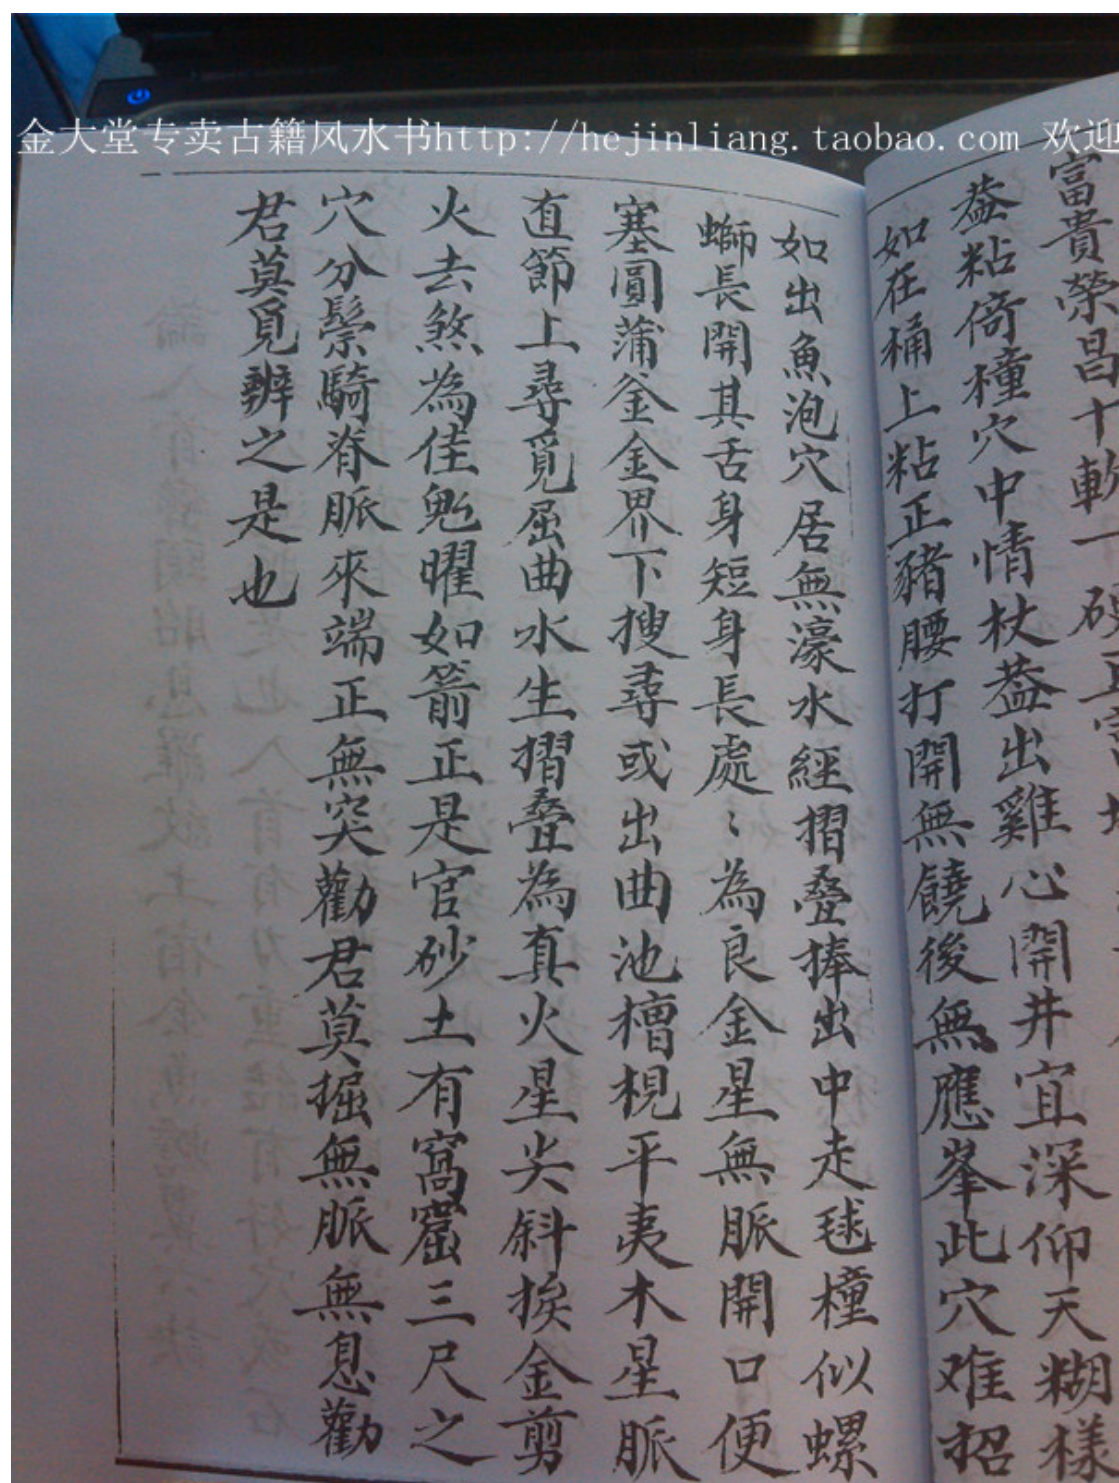 金大堂专卖古籍风水书http://hejinliang.taobao.com 欢迎
富貴榮昌十軟一
葢粘倚橦穴中情杖葢出雞心開井宜深仰天糊樣
如在桶上粘正豬腰打開無饒後無應峯此穴难招
如出魚泡穴居無濠水經摺疊捧出中走毬橦似螺
螄長開其舌身短身長處〻為良金星無脈開口便
塞圓蒲釡金界下搜尋或出曲池槽梘平夷木星脈
直節上尋覓屈曲水生摺疊為真火星尖斜挨金剪
火去煞為佳鬼曜如箭正是官砂土有窩窟三尺之
穴分鬃騎脊脈來端正無突勸君莫掘無脈無息勸
君莫覓辨之是也